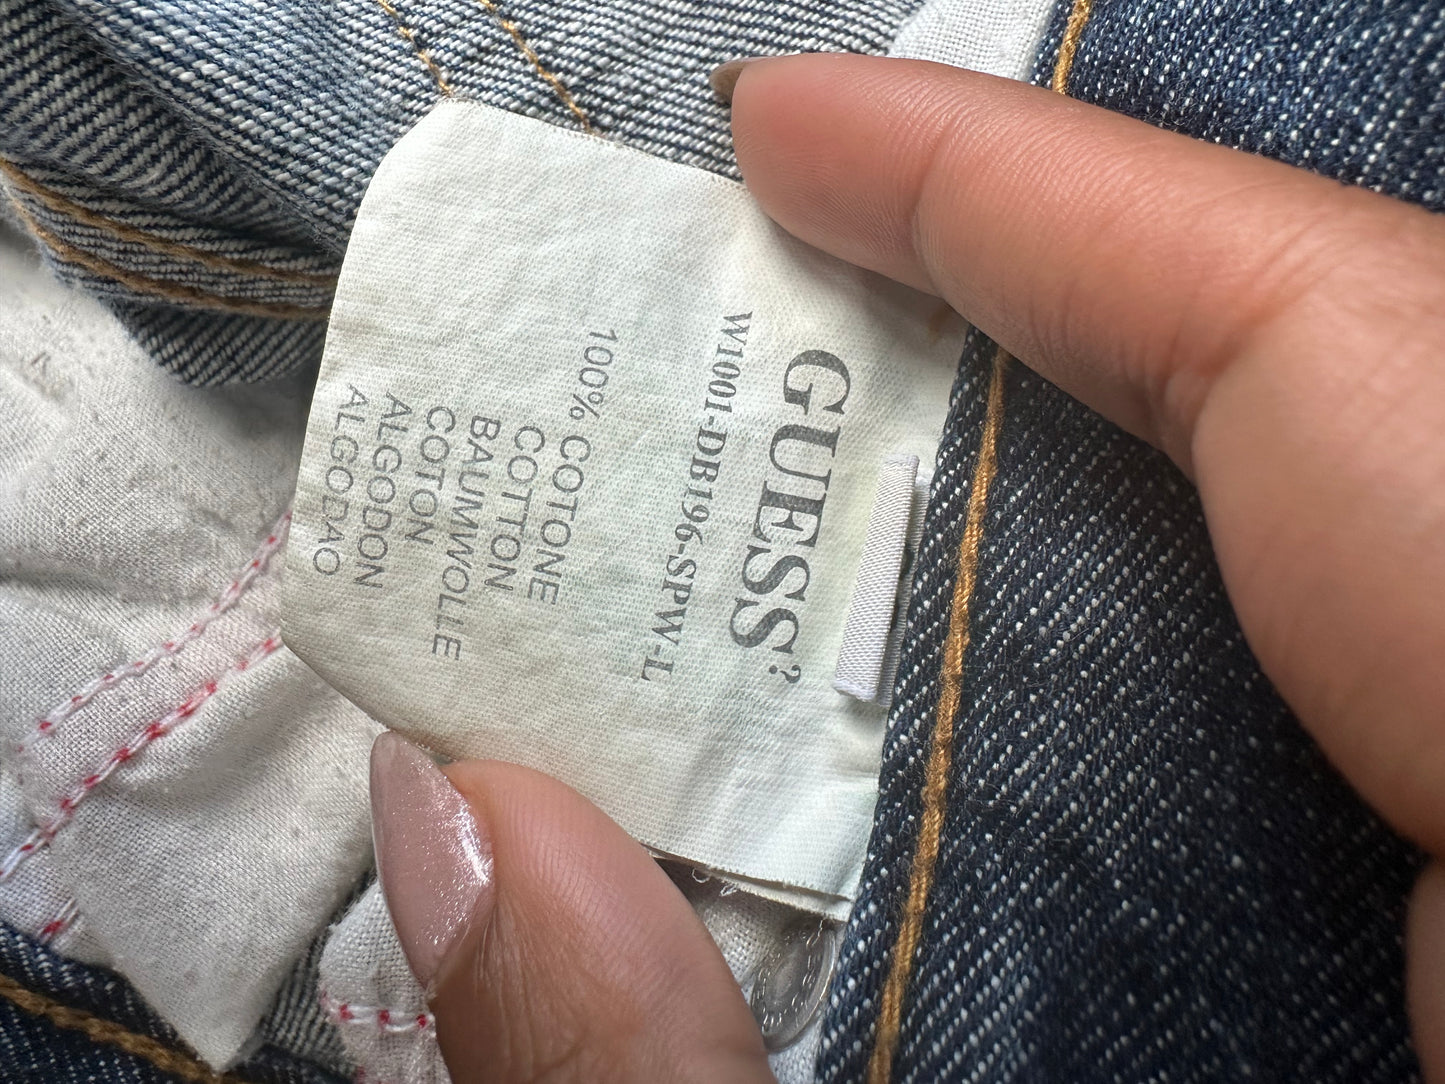 GUESS?
W1001-DB196-SPW-L
100% COTONE
COTTON
BAUMWOLLE
COTON
ALGODON
ALGODAO